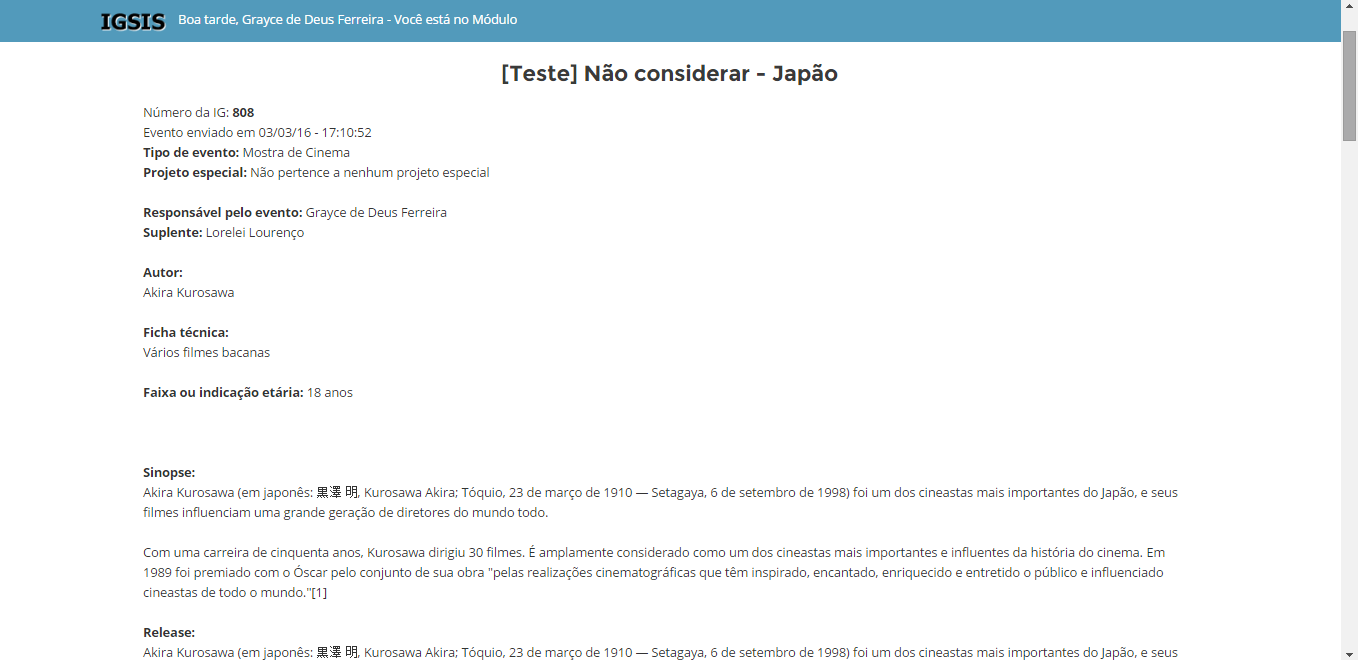 IGSIS Boa tarde, Grayce de Deus Ferreira - Você está no Módulo
[Teste] Não considerar - Japão
Número da IG: 808
Evento enviado em 03/03/16 - 17:10:52
Tipo de evento: Mostra de Cinema
Projeto especial: Não pertence a nenhum projeto especial
Responsável pelo evento: Grayce de Deus Ferreira
Suplente: Lorelei Lourenço
Autor:
Akira Kurosawa
Ficha técnica:
Vários filmes bacanas
Faixa ou indicação etária: 18 anos
Sinopse:
Akira Kurosawa (em japonês: 黒澤 明, Kurosawa Akira; Tóquio, 23 de março de 1910 — Setagaya, 6 de setembro de 1998) foi um dos cineastas mais importantes do Japão, e seus
filmes influenciam uma grande geração de diretores do mundo todo.
Com uma carreira de cinquenta anos, Kurosawa dirigiu 30 filmes. É amplamente considerado como um dos cineastas mais importantes e influentes da história do cinema. Em
1989 foi premiado com o Óscar pelo conjunto de sua obra "pelas realizações cinematográficas que têm inspirado, encantado, enriquecido e entretido o público e influenciado
cineastas de todo o mundo."[1]
Release:
Akira Kurosawa (em japonês: 黒澤 明, Kurosawa Akira; Tóquio, 23 de março de 1910 — Setagaya, 6 de setembro de 1998) foi um dos cineastas mais importantes do Japão, e seus